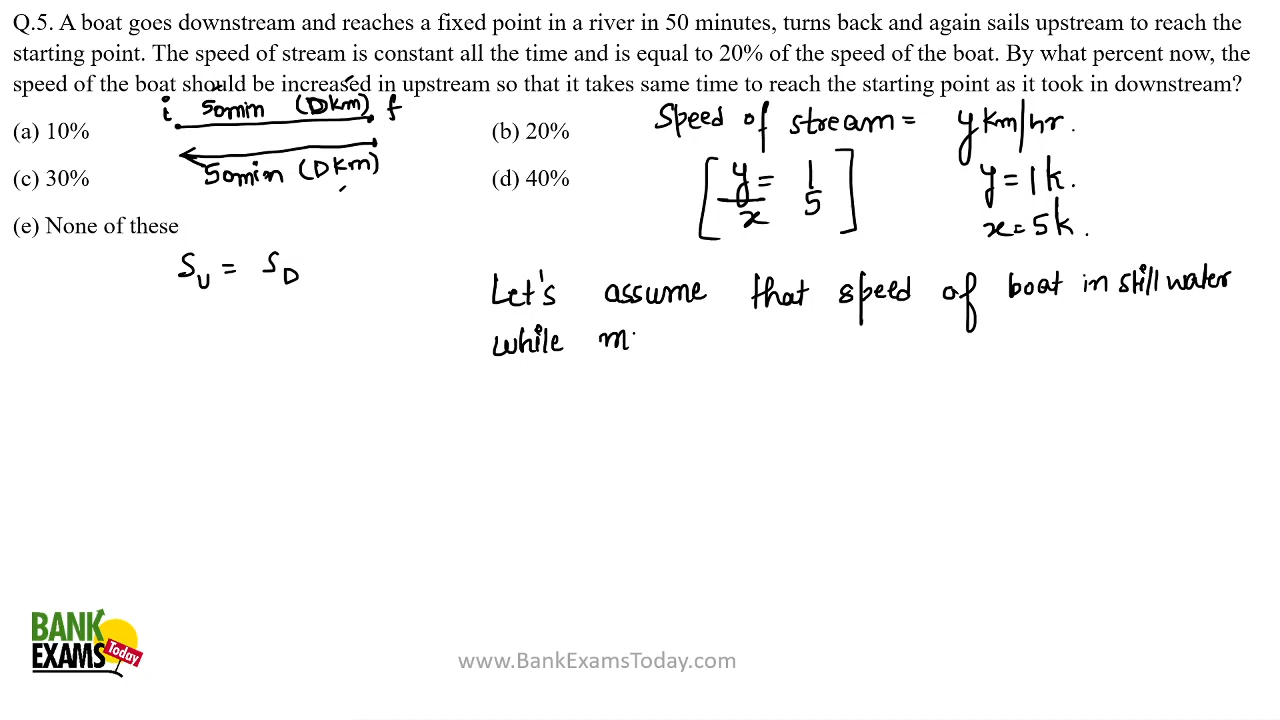 Q.5. A boat goes downstream and reaches a fixed point in a river in 50 minutes, turns back and again sails upstream to reach the
starting point. The speed of stream is constant all the time and is equal to 20% of the speed of the boat. By what percent now, the
speed of the boat should be increased in upstream so that it takes same time to reach the starting point as it took in downstream?
i 50min (Dkm) f
(a) 10%
(b) 20%
Speed of stream = y km/hr.
50min (Dkm)
(c) 30%
(d) 40%
[y/x = 1/5]
y = 1k.
x = 5k.
(e) None of these
S_U = S_D
Let's assume that speed of boat in still water
while m
BANK
EXAMS Today
www.BankExamsToday.com